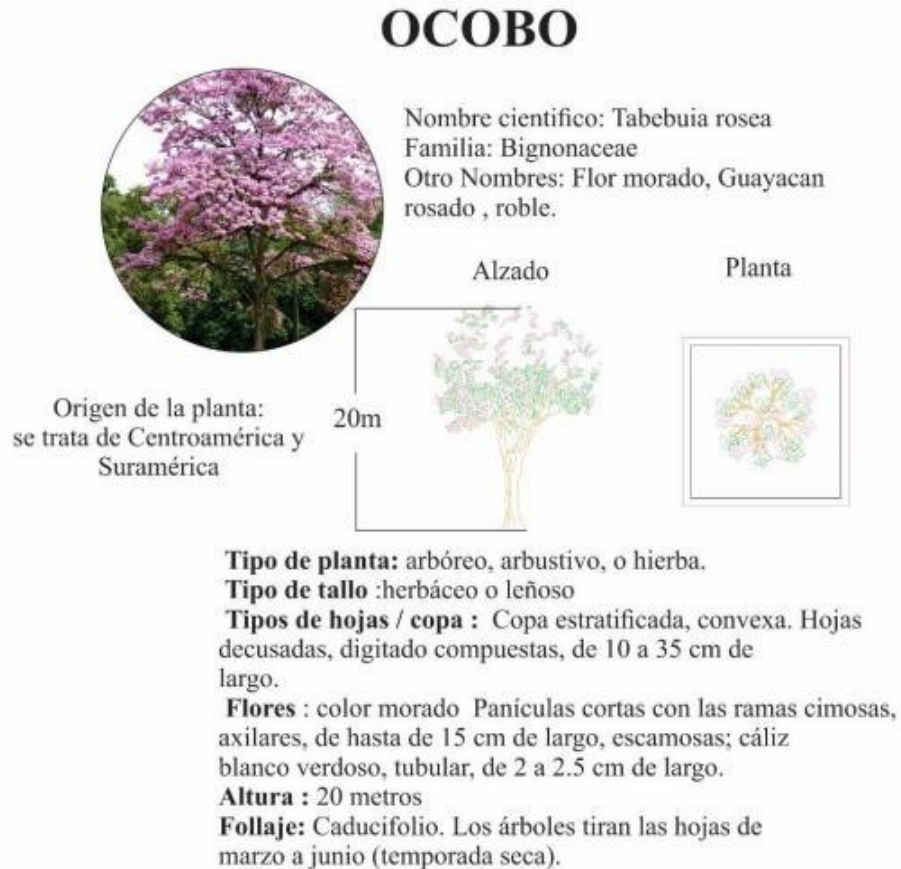 OCOBO
Nombre cientifico: Tabebuia rosea
Familia: Bignonaceae
Otro Nombres: Flor morado, Guayacan
rosado , roble.
Alzado
Planta
Origen de la planta:
se trata de Centroamérica y
Suramérica
20m
Tipo de planta: arbóreo, arbustivo, o hierba.
Tipo de tallo :herbáceo o leñoso
Tipos de hojas / copa : Copa estratificada, convexa. Hojas
decusadas, digitado compuestas, de 10 a 35 cm de
largo.
Flores : color morado Panículas cortas con las ramas cimosas,
axilares, de hasta de 15 cm de largo, escamosas; cáliz
blanco verdoso, tubular, de 2 a 2.5 cm de largo.
Altura : 20 metros
Follaje: Caducifolio. Los árboles tiran las hojas de
marzo a junio (temporada seca).